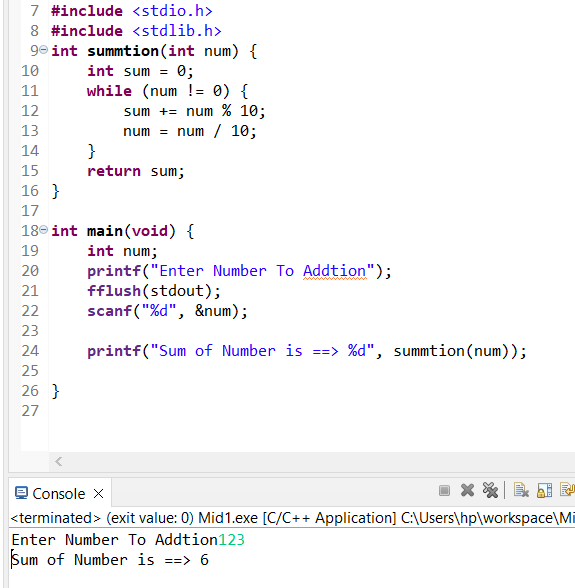 7 #include <stdio.h>
8 #include <stdlib.h>
9 int summtion(int num) {
10     int sum = 0;
11     while (num != 0) {
12         sum += num % 10;
13         num = num / 10;
14     }
15     return sum;
16 }
17
18 int main(void) {
19     int num;
20     printf("Enter Number To Addtion");
21     fflush(stdout);
22     scanf("%d", &num);
23
24     printf("Sum of Number is ==> %d", summtion(num));
25
26 }
27
Console
<terminated> (exit value: 0) Mid1.exe [C/C++ Application] C:\Users\hp\workspace\Mi
Enter Number To Addtion123
Sum of Number is ==> 6